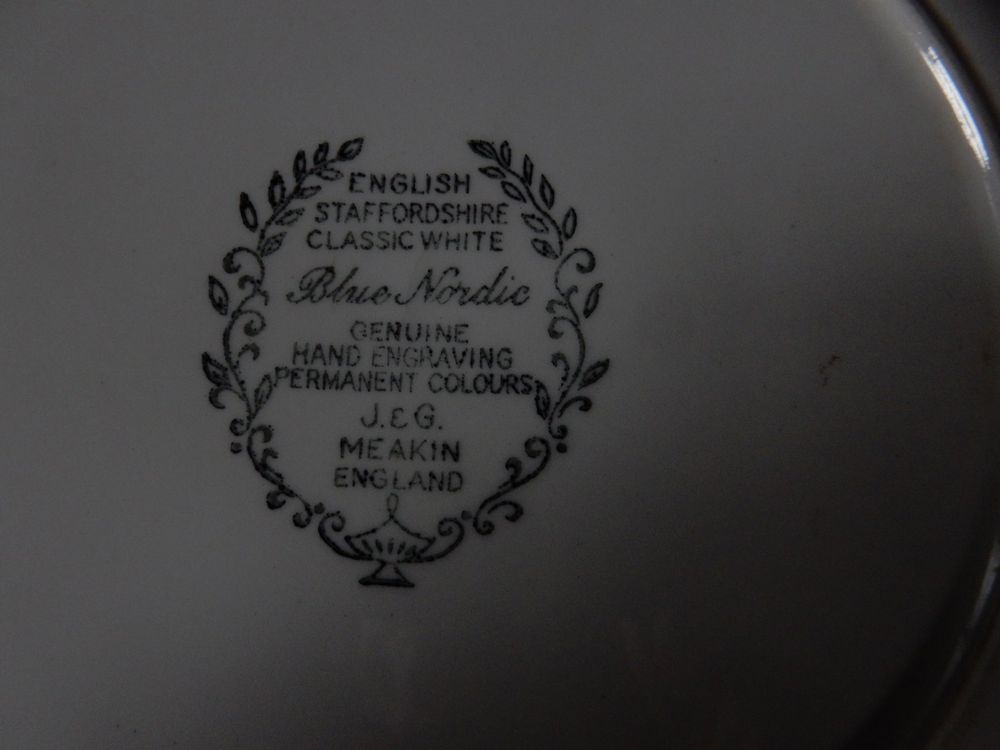 ENGLISH
STAFFORDSHIRE
CLASSIC WHITE
Blue Nordic
GENUINE
HAND ENGRAVING
PERMANENT COLOURS
J.&G.
MEAKIN
ENGLAND